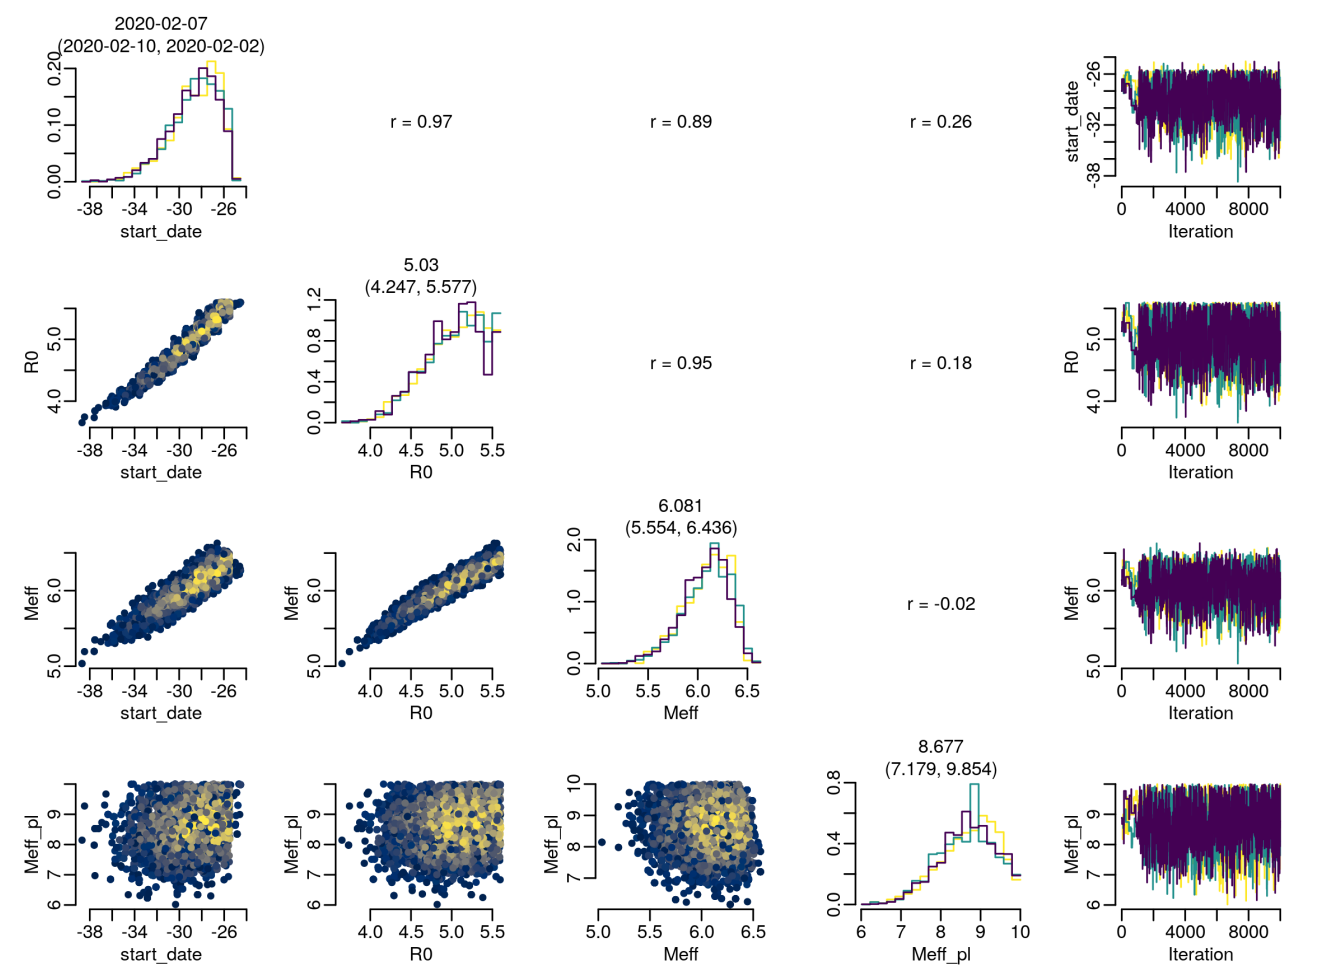 2020-02-07
(2020-02-10, 2020-02-02)
0.00 0.10 0.20
-38 -34 -30 -26
start_date
r = 0.97
r = 0.89
r = 0.26
start_date
-38 -32 -26
0 4000 8000
Iteration
R0
4.0 5.0
-38 -34 -30 -26
start_date
5.03
(4.247, 5.577)
0.0 0.4 0.8 1.2
4.0 4.5 5.0 5.5
R0
r = 0.95
r = 0.18
R0
4.0 5.0
0 4000 8000
Iteration
Meff
5.0 6.0
-38 -34 -30 -26
start_date
Meff
5.0 6.0
4.0 4.5 5.0 5.5
R0
6.081
(5.554, 6.436)
0.0 1.0 2.0
5.0 5.5 6.0 6.5
Meff
r = -0.02
Meff
5.0 6.0
0 4000 8000
Iteration
Meff_pl
6 7 8 9
-38 -34 -30 -26
start_date
Meff_pl
6 7 8 9
4.0 4.5 5.0 5.5
R0
Meff_pl
7 8 9 10
5.0 5.5 6.0 6.5
Meff
8.677
(7.179, 9.854)
0.0 0.4 0.8
6 7 8 9 10
Meff_pl
Meff_pl
6 7 8 9
0 4000 8000
Iteration